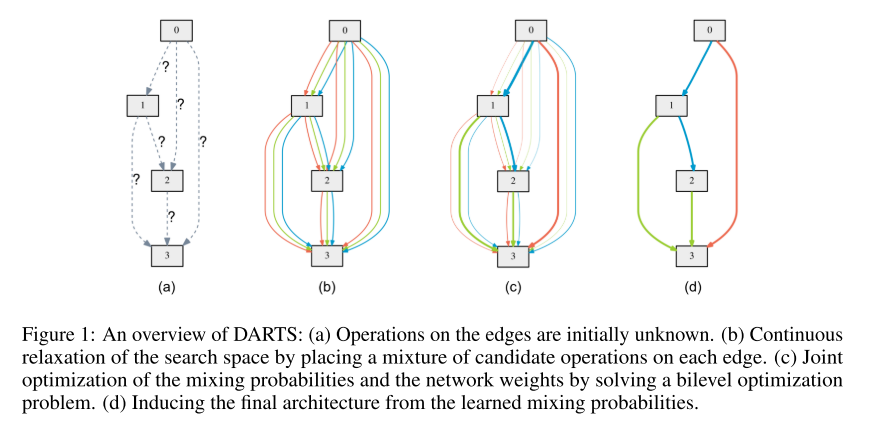 0
?
1
?
?
?
?
2
?
3
(a)
0
1
2
3
(b)
0
1
2
3
(c)
0
1
2
3
(d)
Figure 1: An overview of DARTS: (a) Operations on the edges are initially unknown. (b) Continuous
relaxation of the search space by placing a mixture of candidate operations on each edge. (c) Joint
optimization of the mixing probabilities and the network weights by solving a bilevel optimization
problem. (d) Inducing the final architecture from the learned mixing probabilities.